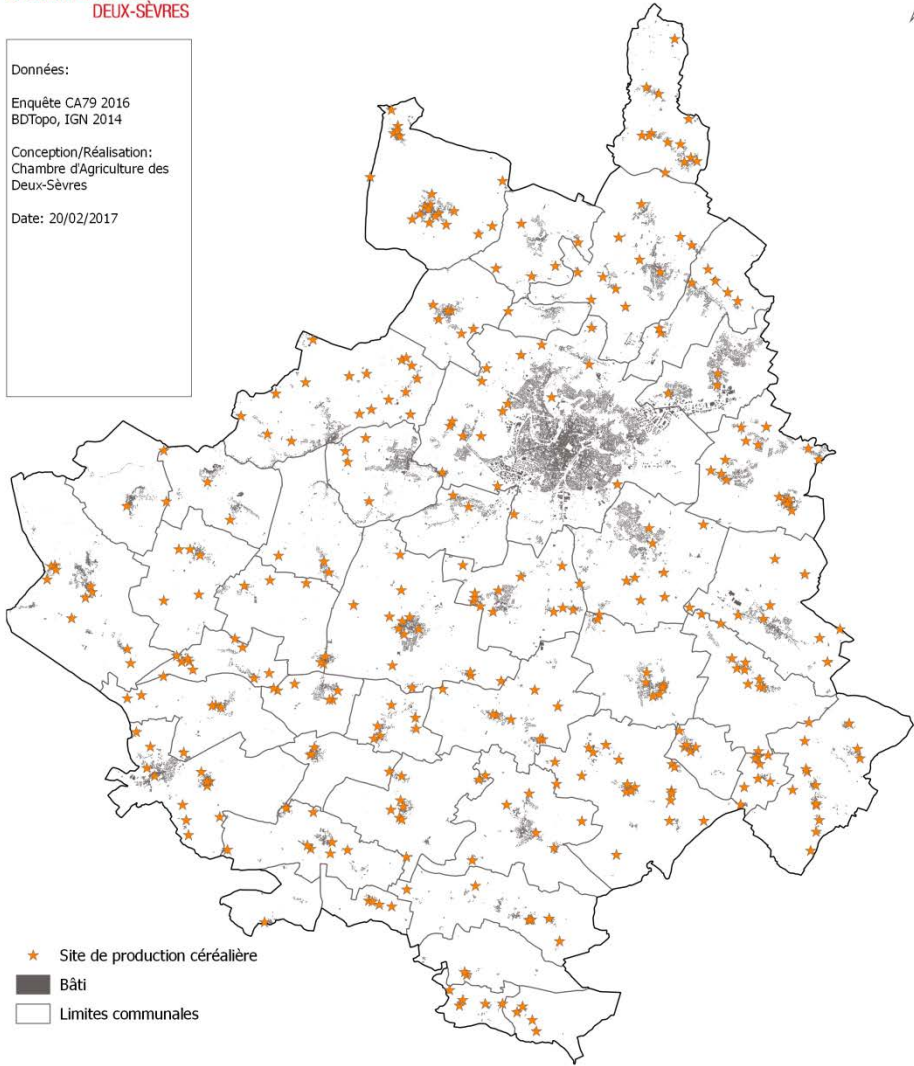 DEUX-SÈVRES
Données:
Enquête CA79 2016
BDTopo, IGN 2014
Conception/Réalisation:
Chambre d'Agriculture des
Deux-Sèvres
Date: 20/02/2017
Site de production céréalière
Bâti
Limites communales